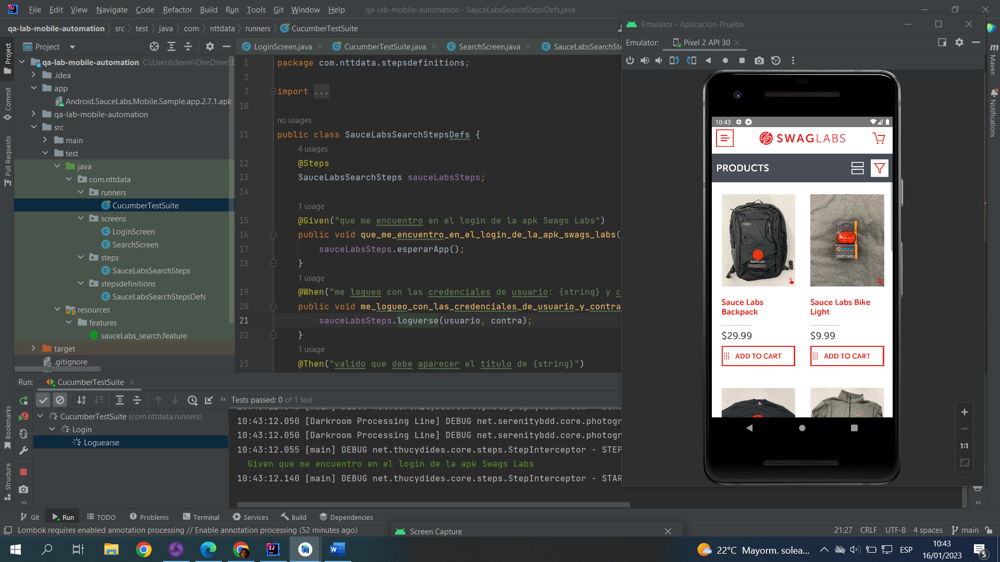 File Edit View Navigate Code Refactor Build Run Tools Git Window Help qa-lab-mobile-automation - SauceLabsSearchStepsDefs.java
qa-lab-mobile-automation src test java com nttdata runners CucumberTestSuite
Project
LoginScreen.java CucumberTestSuite.java SearchScreen.java SauceLabsSearchSte
Project
Commit
Pull Requests
Bookmarks
Structure
qa-lab-mobile-automation C:\Users\denni\OneDrive\E
.idea
app
Android.SauceLabs.Mobile.Sample.app.2.7.1.apk
qa-lab-mobile-automation
src
main
test
java
com.nttdata
runners
CucumberTestSuite
screens
LoginScreen
SearchScreen
steps
SauceLabsSearchSteps
stepsdefinitions
SauceLabsSearchStepsDefs
resources
features
sauceLabs_search.feature
target
.gitignore
1 package com.nttdata.stepsdefinitions;
2
3 import ...
10
no usages
11 public class SauceLabsSearchStepsDefs {
4 usages
12 @Steps
13 SauceLabsSearchSteps sauceLabsSteps;
14
1 usage
15 @Given("que me encuentro en el login de la apk Swags Labs")
16 public void que_me_encuentro_en_el_login_de_la_apk_swags_labs(
17 sauceLabsSteps.esperarApp();
18 }
1 usage
19 @When("me logueo con las credenciales de usuario: {string} y c
20 public void me_logueo_con_las_credenciales_de_usuario_y_contra
21 sauceLabsSteps.loguerse(usuario, contra);
22 }
1 usage
23 @Then("valido que debe aparecer el título de {string}")
Run: CucumberTestSuite
Tests passed: 0 of 1 test
CucumberTestSuite (com.nttdata.runners)
Login
Loguearse
10:43:12.050 [Darkroom Processing Line] DEBUG net.serenitybdd.core.photogr
10:43:12.050 [Darkroom Processing Line] DEBUG net.serenitybdd.core.photogr
10:43:12.055 [main] DEBUG net.thucydides.core.steps.StepInterceptor - STEP
Given que me encuentro en el login de la apk Swags Labs
10:43:12.140 [main] DEBUG net.thucydides.core.steps.StepInterceptor - STAR
Emulator - Aplicación-Prueba
Emulator: Pixel 2 API 30
10:43
SWAGLABS
PRODUCTS
Sauce Labs Backpack
$29.99
ADD TO CART
Sauce Labs Bike Light
$9.99
ADD TO CART
1:1
Maven
Notifications
Git Run TODO Problems Terminal Services Build Dependencies
Lombok requires enabled annotation processing // Enable annotation processing (52 minutes ago)
Screen Capture
21:27 CRLF UTF-8 4 spaces main
22°C Mayorm. solea... ESP
10:43
16/01/2023
5